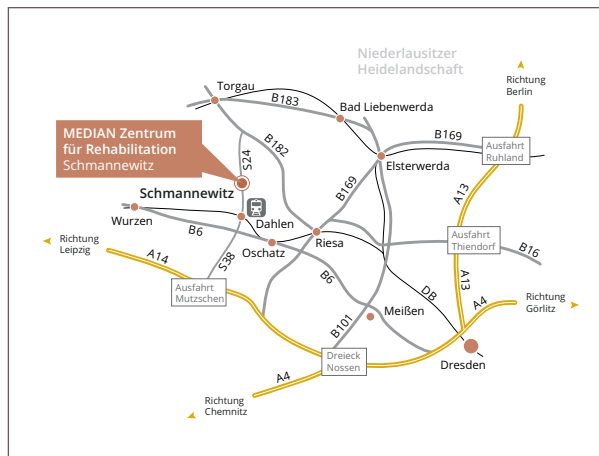 Niederlausitzer
Heidelandschaft
Richtung
Berlin
Torgau
B183
Bad Liebenwerda
B169
Ausfahrt
Ruhland
MEDIAN Zentrum
für Rehabilitation
Schmannewitz
S24
B182
Elsterwerda
B169
A13
Schmannewitz
Dahlen
Wurzen
B6
Oschatz
Riesa
Ausfahrt
Thiendorf
B16
Richtung
Leipzig
A14
S38
Ausfahrt
Mutzschen
B6
DB
A13
A4
Richtung
Görlitz
Meißen
B101
Dreieck
Nossen
Dresden
A4
Richtung
Chemnitz